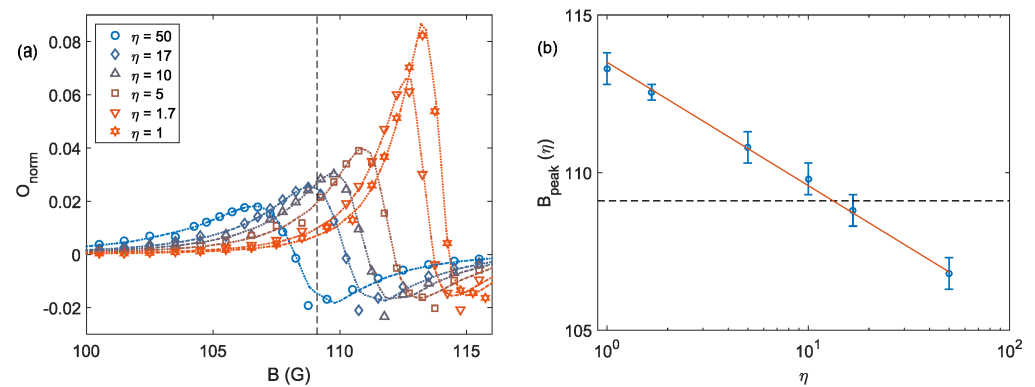 (a)
0.08
0.06
0.04
0.02
0
-0.02
O_norm
η = 50
η = 17
η = 10
η = 5
η = 1.7
η = 1
100
105
110
115
B (G)
(b)
115
110
105
B_peak (η)
10^0
10^1
10^2
η